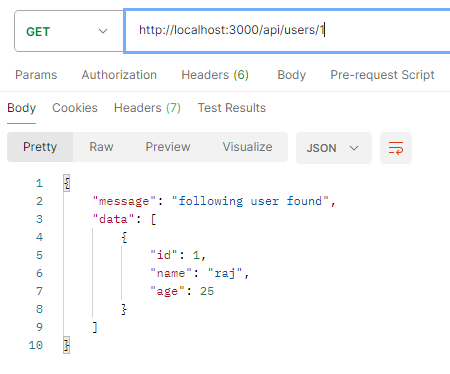 GET http://localhost:3000/api/users/1
Params Authorization Headers (6) Body Pre-request Script
Body Cookies Headers (7) Test Results
Pretty Raw Preview Visualize JSON
1 {
2 "message": "following user found",
3 "data": [
4 {
5 "id": 1,
6 "name": "raj",
7 "age": 25
8 }
9 ]
10 }